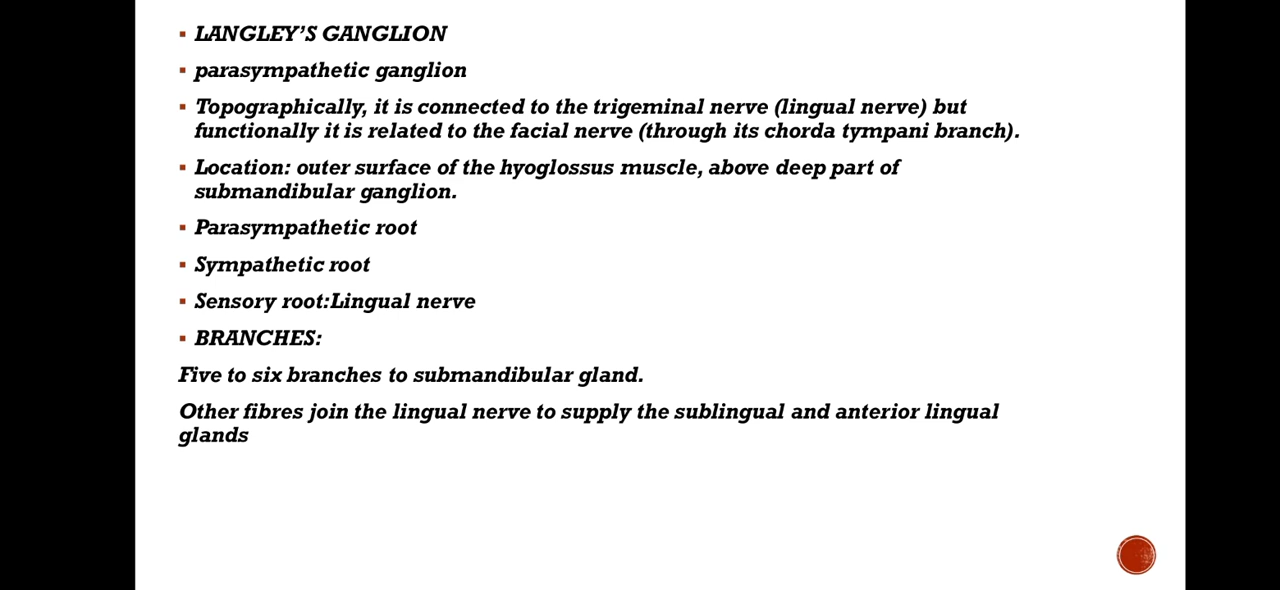 LANGLEY'S GANGLION
parasympathetic ganglion
Topographically, it is connected to the trigeminal nerve (lingual nerve) but
functionally it is related to the facial nerve (through its chorda tympani branch).
Location: outer surface of the hyoglossus muscle, above deep part of
submandibular ganglion.
Parasympathetic root
Sympathetic root
Sensory root:Lingual nerve
BRANCHES:
Five to six branches to submandibular gland.
Other fibres join the lingual nerve to supply the sublingual and anterior lingual
glands